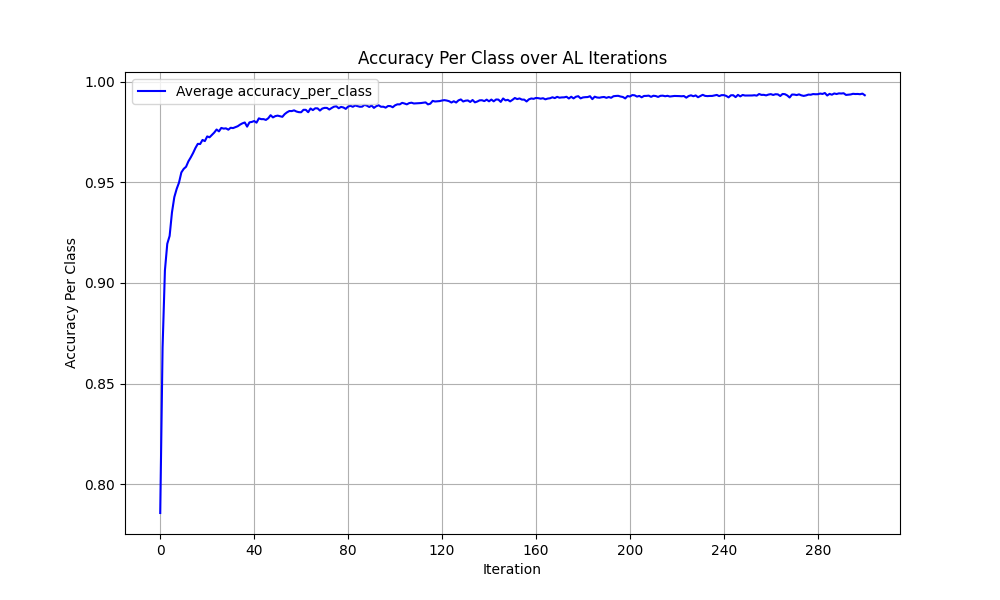 Accuracy Per Class over AL Iterations
Average accuracy_per_class
1.00
0.95
0.90
0.85
0.80
Accuracy Per Class
0 40 80 120 160 200 240 280
Iteration